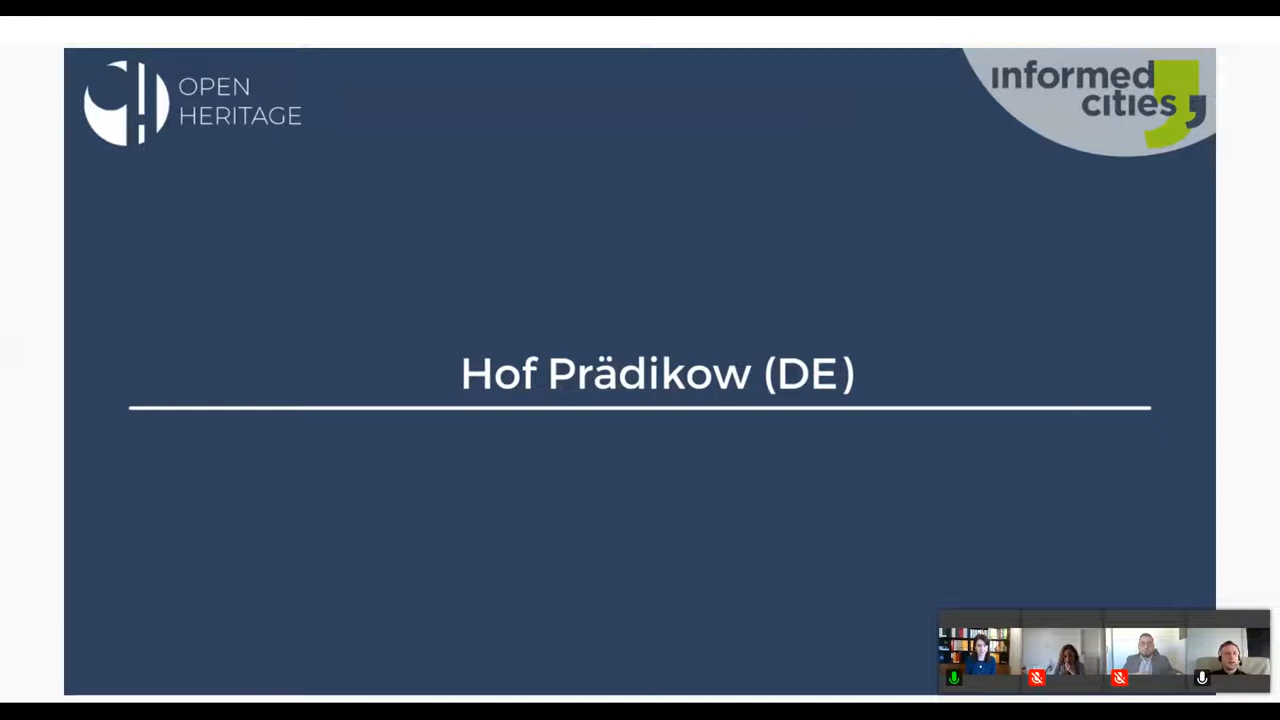 OPEN
HERITAGE
informed
cities
Hof Prädikow (DE)